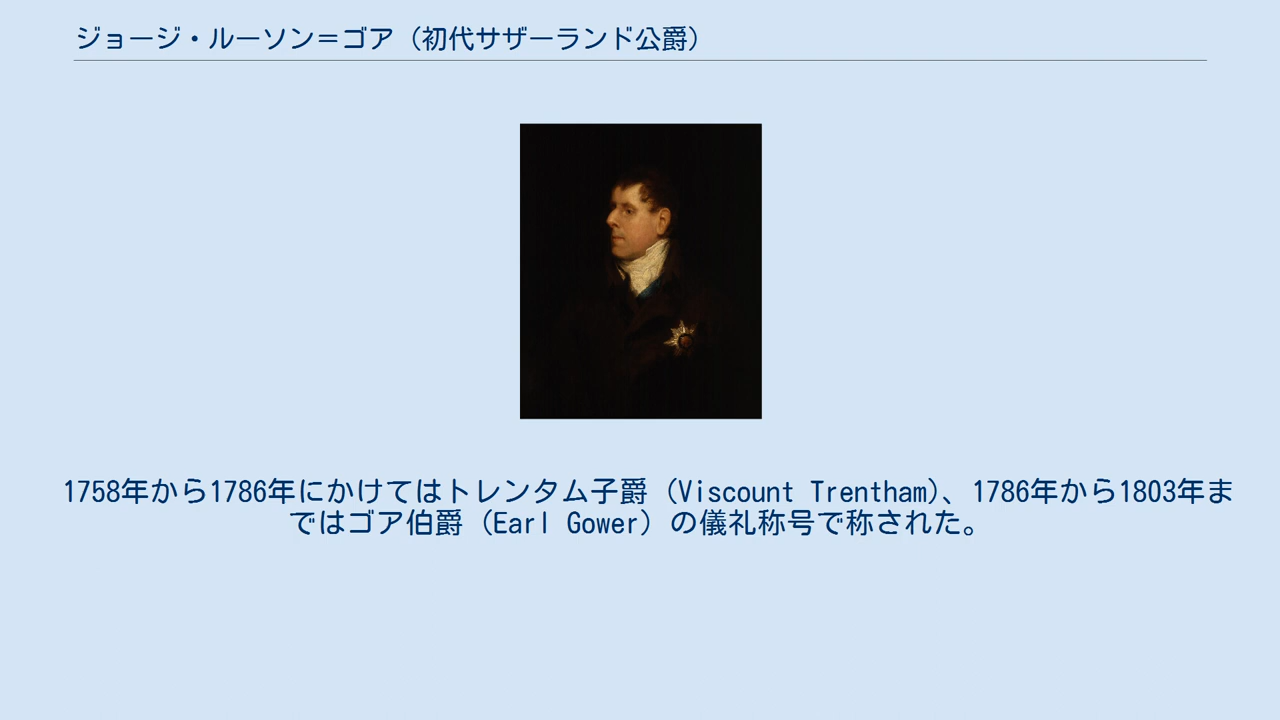 ジョージ・ルーソン＝ゴア（初代サザーランド公爵）
1758年から1786年にかけてはトレンタム子爵（Viscount Trentham)、1786年から1803年ま
ではゴア伯爵（Earl Gower）の儀礼称号で称された。